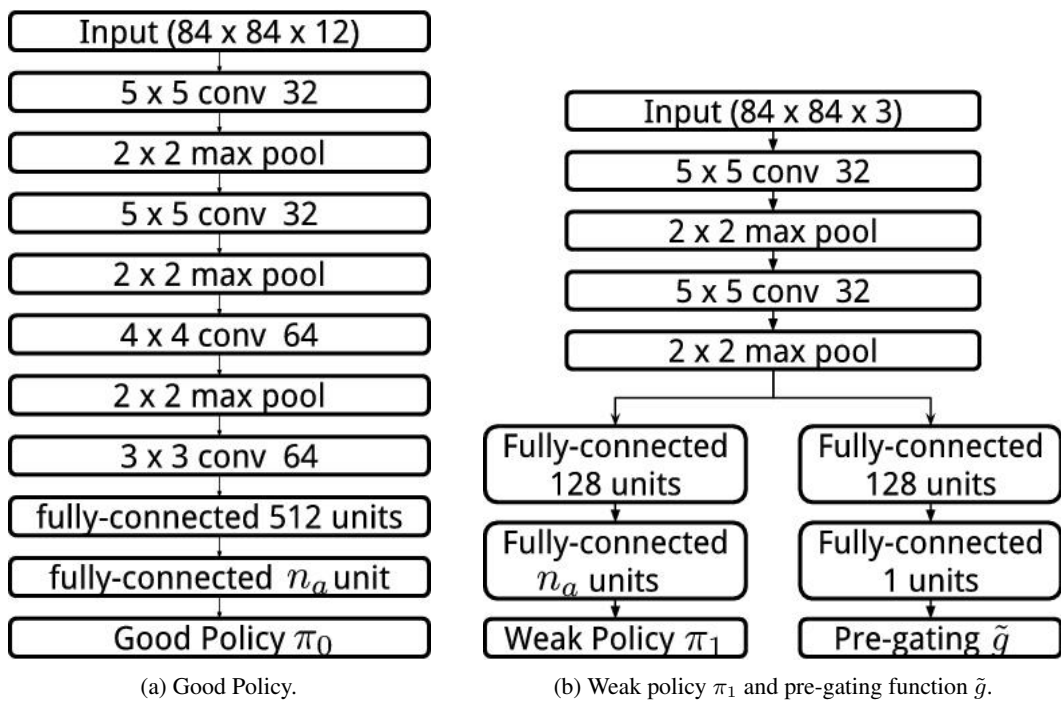 Input (84 x 84 x 12)
5 x 5 conv 32
2 x 2 max pool
5 x 5 conv 32
2 x 2 max pool
4 x 4 conv 64
2 x 2 max pool
3 x 3 conv 64
fully-connected 512 units
fully-connected n_a unit
Good Policy π_0
(a) Good Policy.
Input (84 x 84 x 3)
5 x 5 conv 32
2 x 2 max pool
5 x 5 conv 32
2 x 2 max pool
Fully-connected
128 units
Fully-connected
n_a units
Weak Policy π_1
Fully-connected
128 units
Fully-connected
1 units
Pre-gating g̃
(b) Weak policy π_1 and pre-gating function g̃.